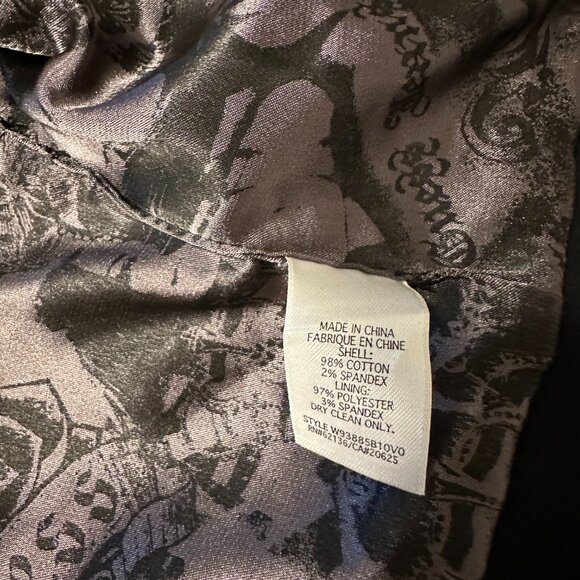 MADE IN CHINA
FABRIQUE EN CHINE
SHELL:
98% COTTON
2% SPANDEX
LINING:
97% POLYESTER
3% SPANDEX
DRY CLEAN ONLY.
STYLE W93885B10V0
RN#62136/CA#20625